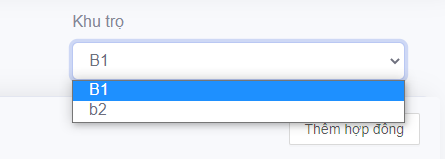 Khu trọ
B1
B1
b2
Thêm hợp đồng